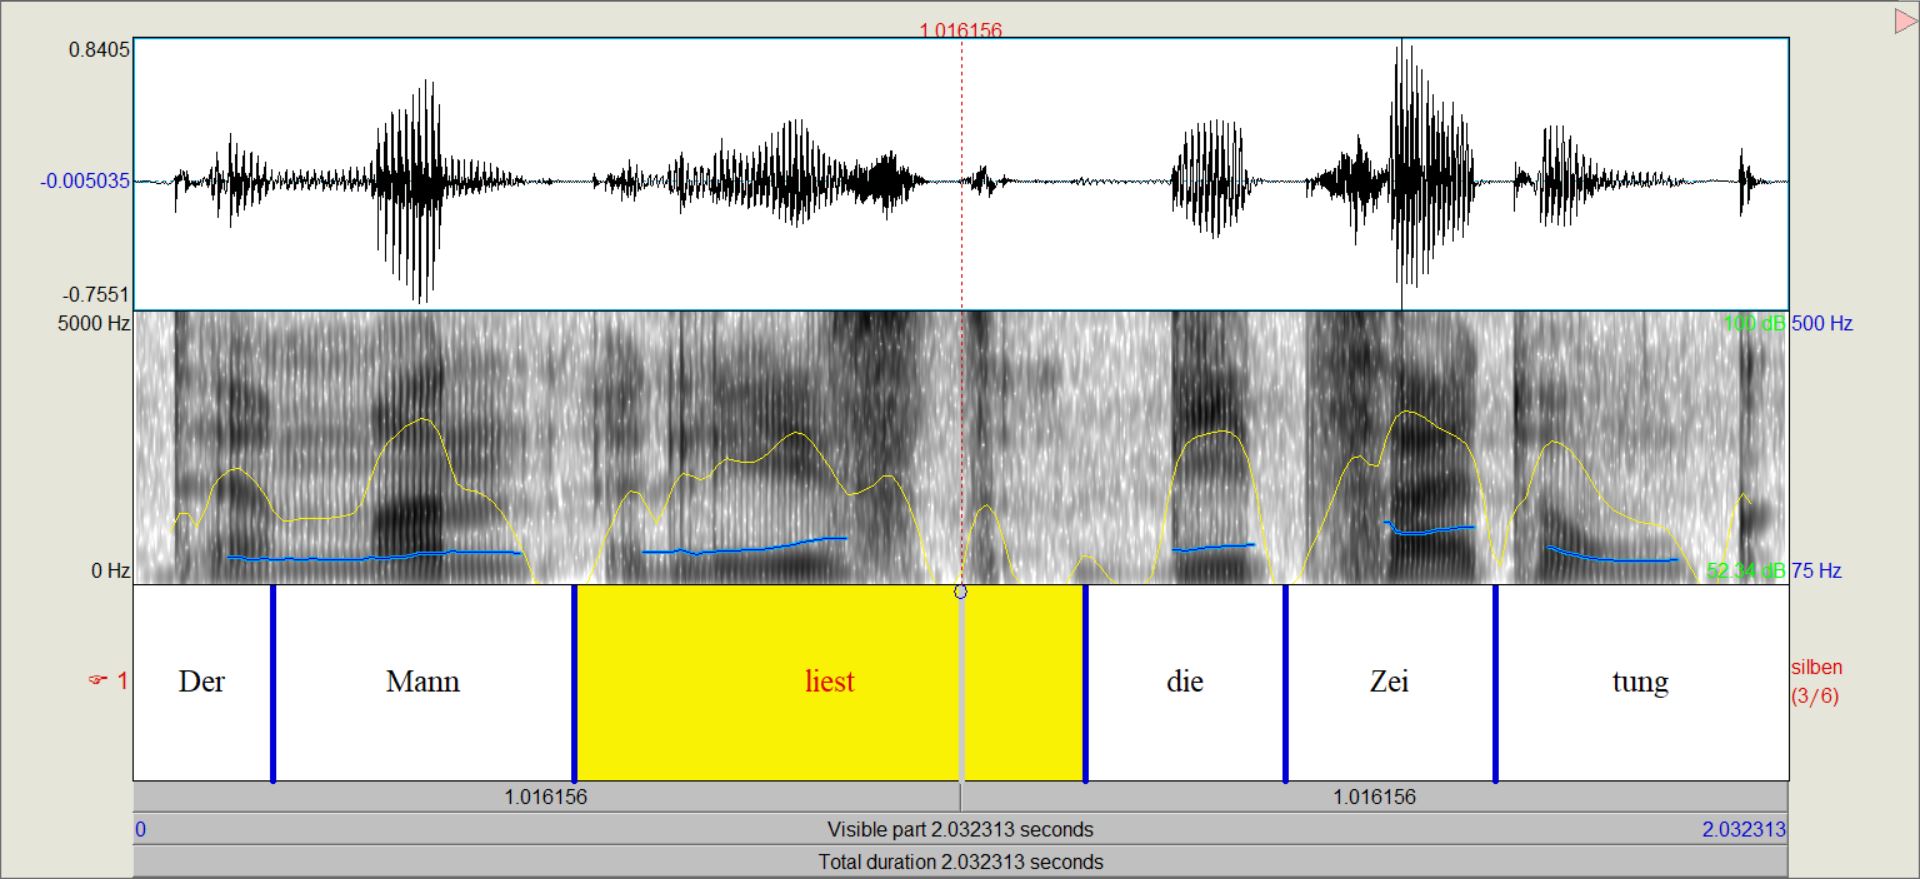 1.016156
0.8405
-0.005035
-0.7551
5000 Hz
100 dB 500 Hz
0 Hz
52.34 dB 75 Hz
☞ 1
Der Mann liest die Zei tung
silben
(3/6)
1.016156 1.016156
0 Visible part 2.032313 seconds 2.032313
Total duration 2.032313 seconds